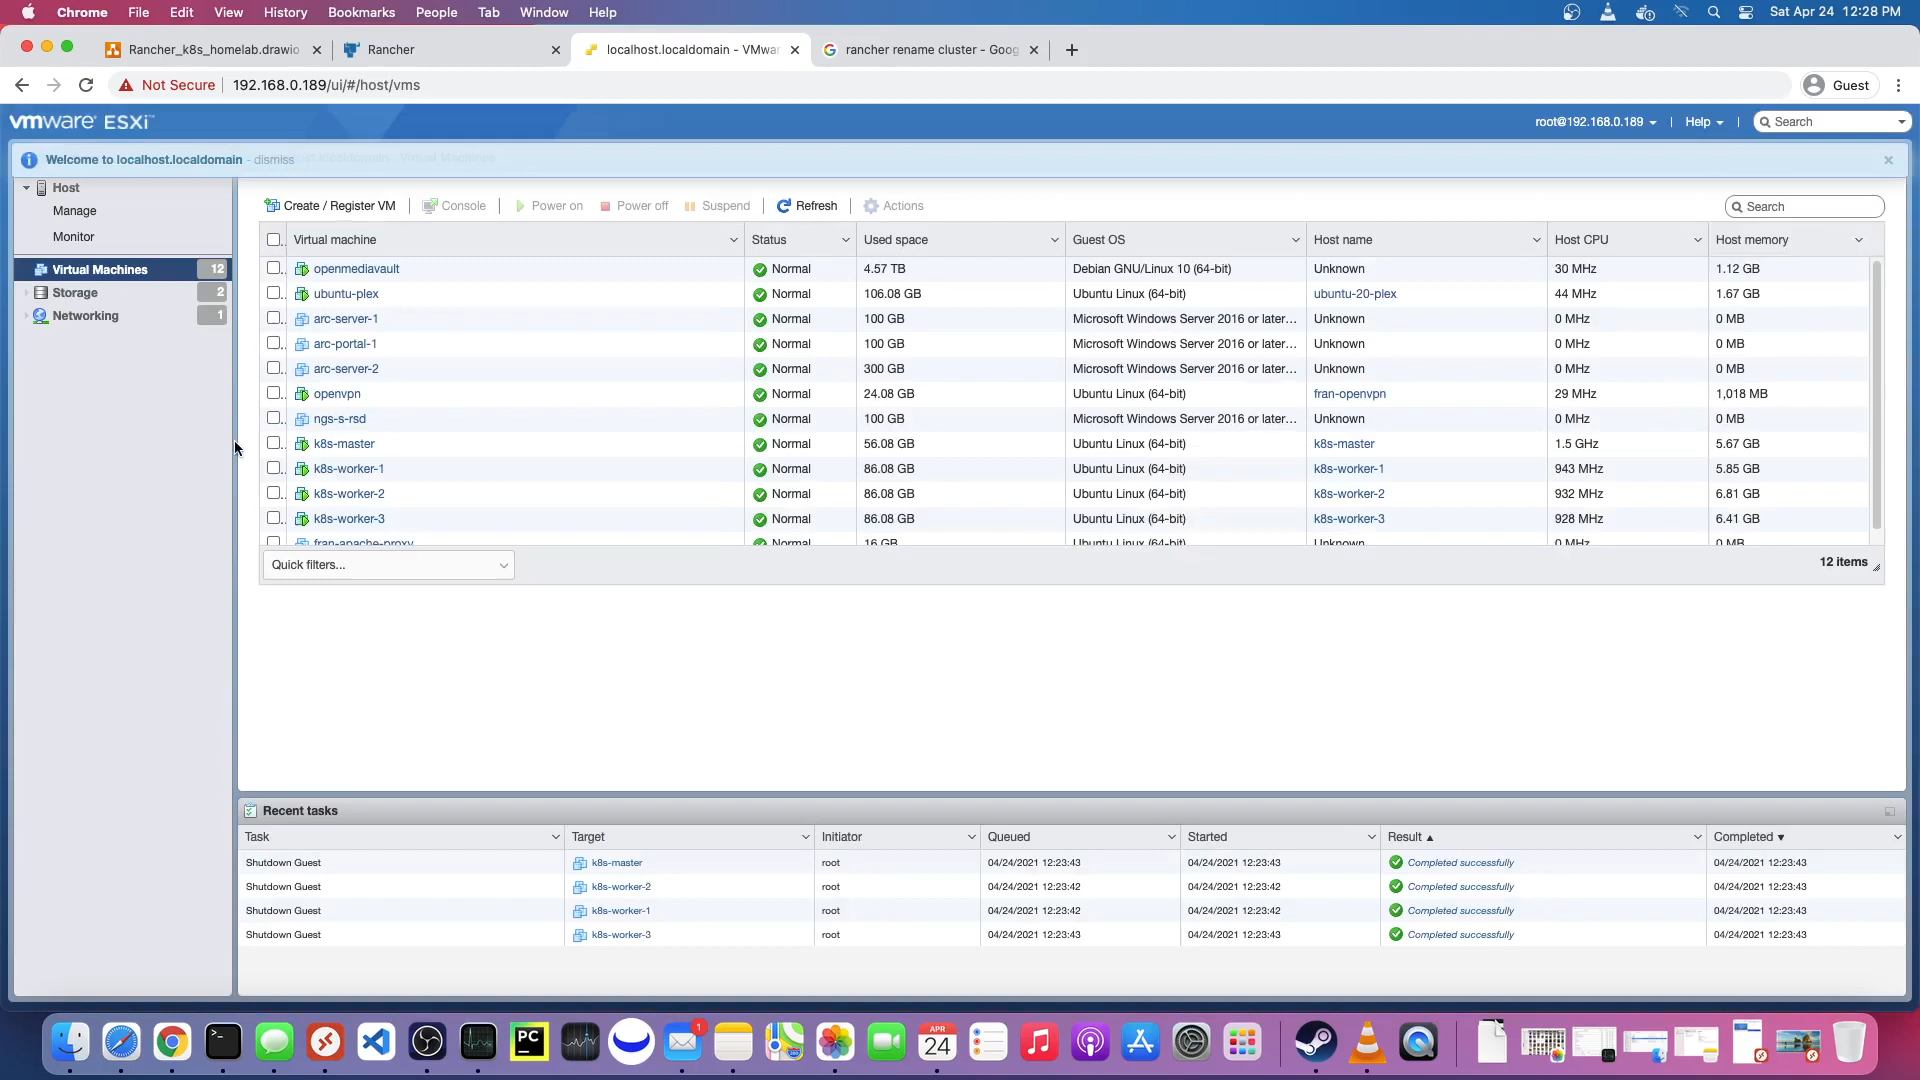 Chrome File Edit View History Bookmarks People Tab Window Help Sat Apr 24 12:28 PM
Rancher_k8s_homelab.drawio Rancher localhost.localdomain - VMwar rancher rename cluster - Goog
Not Secure 192.168.0.189/ui/#/host/vms Guest
vmware ESXi root@192.168.0.189 Help Search
Welcome to localhost.localdomain - dismiss
Host
Manage
Monitor
Virtual Machines 12
Storage 2
Networking 1
Create / Register VM Console Power on Power off Suspend Refresh Actions Search
Virtual machine Status Used space Guest OS Host name Host CPU Host memory
openmediavault Normal 4.57 TB Debian GNU/Linux 10 (64-bit) Unknown 30 MHz 1.12 GB
ubuntu-plex Normal 106.08 GB Ubuntu Linux (64-bit) ubuntu-20-plex 44 MHz 1.67 GB
arc-server-1 Normal 100 GB Microsoft Windows Server 2016 or later... Unknown 0 MHz 0 MB
arc-portal-1 Normal 100 GB Microsoft Windows Server 2016 or later... Unknown 0 MHz 0 MB
arc-server-2 Normal 300 GB Microsoft Windows Server 2016 or later... Unknown 0 MHz 0 MB
openvpn Normal 24.08 GB Ubuntu Linux (64-bit) fran-openvpn 29 MHz 1,018 MB
ngs-s-rsd Normal 100 GB Microsoft Windows Server 2016 or later... Unknown 0 MHz 0 MB
k8s-master Normal 56.08 GB Ubuntu Linux (64-bit) k8s-master 1.5 GHz 5.67 GB
k8s-worker-1 Normal 86.08 GB Ubuntu Linux (64-bit) k8s-worker-1 943 MHz 5.85 GB
k8s-worker-2 Normal 86.08 GB Ubuntu Linux (64-bit) k8s-worker-2 932 MHz 6.81 GB
k8s-worker-3 Normal 86.08 GB Ubuntu Linux (64-bit) k8s-worker-3 928 MHz 6.41 GB
fran-apache-proxy Normal 16 GB Ubuntu Linux (64-bit) Unknown 0 MHz 0 MB
Quick filters... 12 items
Recent tasks
Task Target Initiator Queued Started Result Completed
Shutdown Guest k8s-master root 04/24/2021 12:23:43 04/24/2021 12:23:43 Completed successfully 04/24/2021 12:23:43
Shutdown Guest k8s-worker-2 root 04/24/2021 12:23:42 04/24/2021 12:23:42 Completed successfully 04/24/2021 12:23:43
Shutdown Guest k8s-worker-1 root 04/24/2021 12:23:42 04/24/2021 12:23:42 Completed successfully 04/24/2021 12:23:43
Shutdown Guest k8s-worker-3 root 04/24/2021 12:23:43 04/24/2021 12:23:43 Completed successfully 04/24/2021 12:23:43
PC 1 APR 24